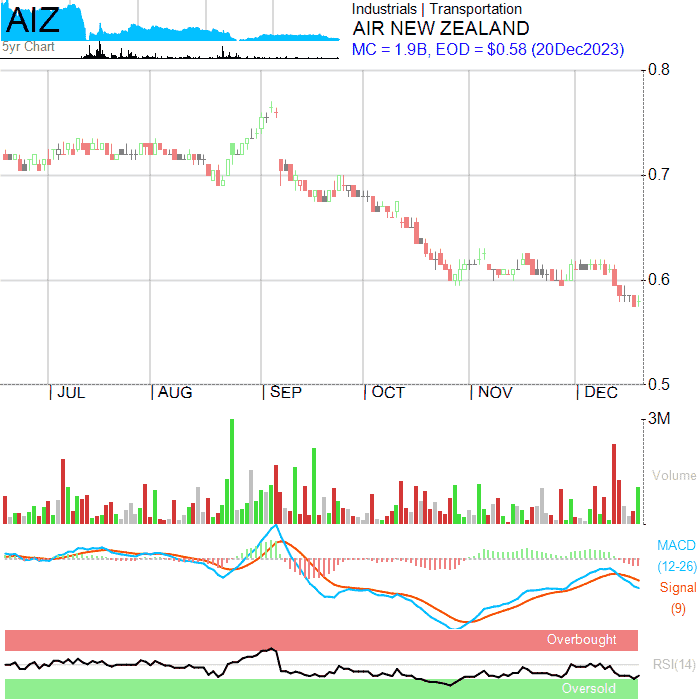 AIZ
5yr Chart
Industrials | Transportation
AIR NEW ZEALAND
MC = 1.9B, EOD = $0.58 (20Dec2023)
0.8
0.7
0.6
0.5
JUL AUG SEP OCT NOV DEC
3M
Volume
MACD
(12-26)
Signal
(9)
Overbought
RSI(14)
Oversold